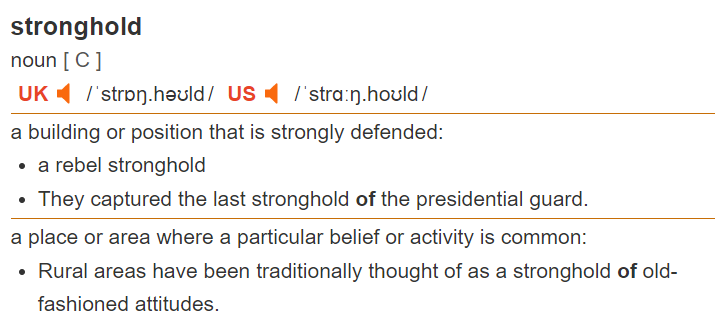 stronghold
noun [ C ]
UK /ˈstrɒŋ.həʊld/ US /ˈstrɑːŋ.hoʊld/
a building or position that is strongly defended:
• a rebel stronghold
• They captured the last stronghold of the presidential guard.
a place or area where a particular belief or activity is common:
• Rural areas have been traditionally thought of as a stronghold of old-
fashioned attitudes.